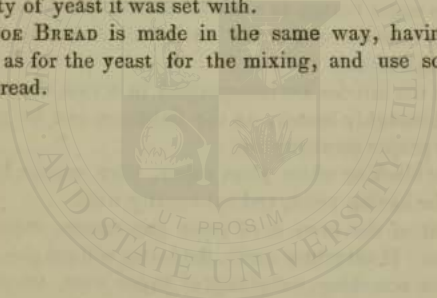 ty of yeast it was set with.
OE BREAD is made in the same way, havin
as for the yeast for the mixing, and use so
read.
UT PROSIM
AND STATE UNIVERSITY